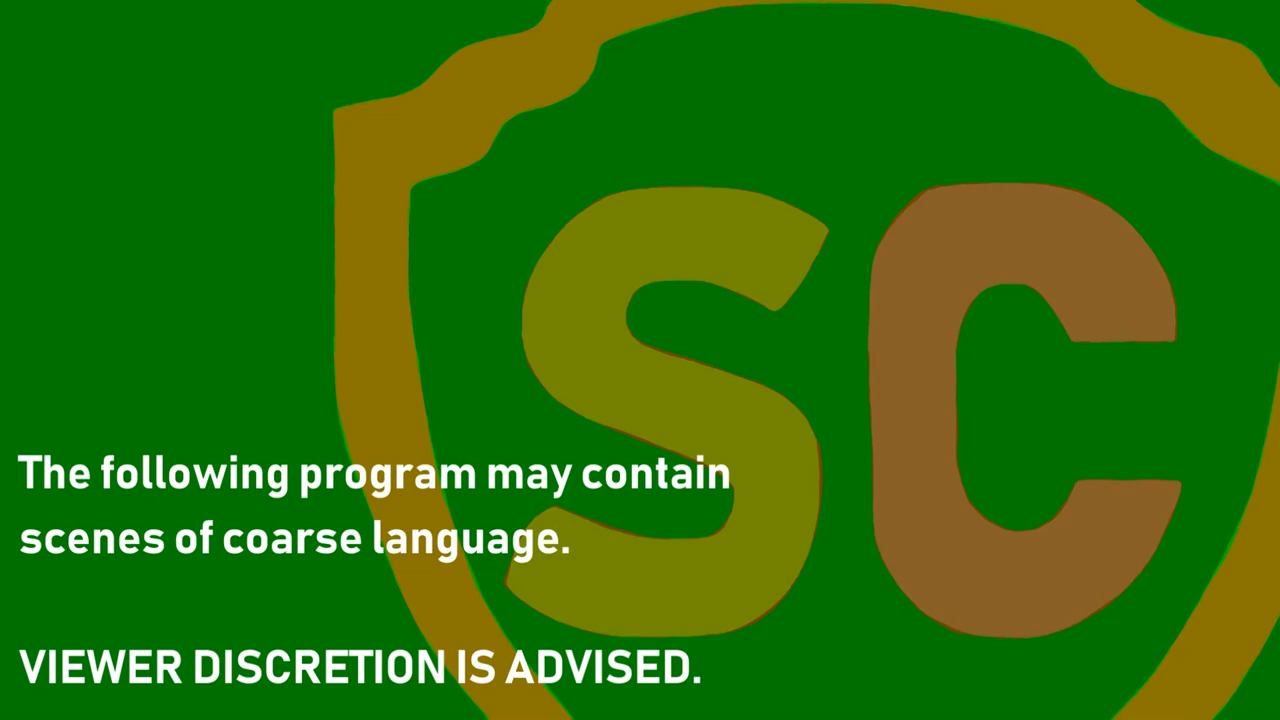 SC
The following program may contain
scenes of coarse language.
VIEWER DISCRETION IS ADVISED.